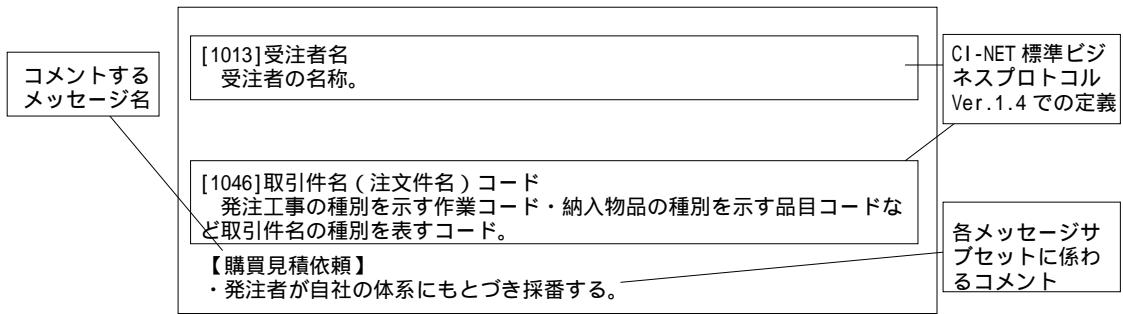 コメントする
メッセージ名
[1013]受注者名
受注者の名称。
CI-NET 標準ビジ
ネスプロトコル
Ver.1.4 での定義
[1046]取引件名（注文件名）コード
発注工事の種別を示す作業コード・納入物品の種別を示す品目コードな
ど取引件名の種別を表すコード。
【購買見積依頼】
・発注者が自社の体系にもとづき採番する。
各メッセージサ
ブセットに係わ
るコメント